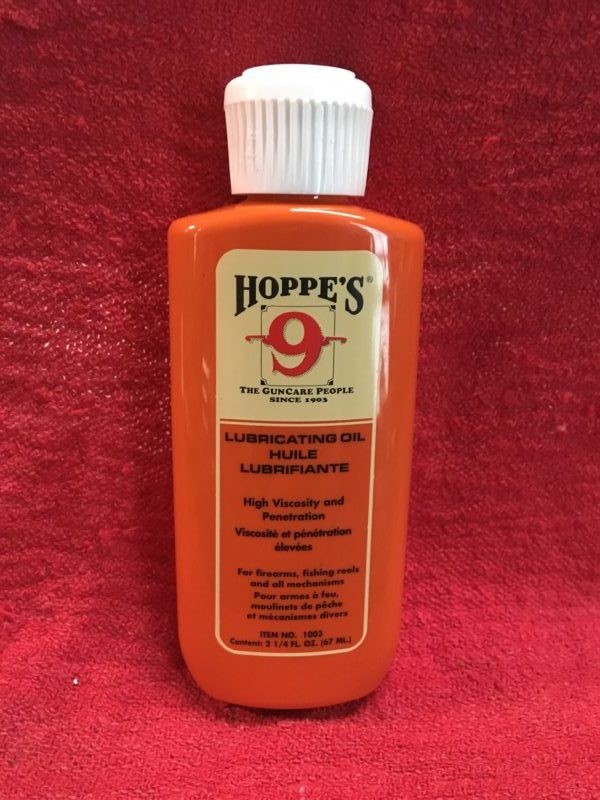 HOPPE'S®
9
THE GUNCARE PEOPLE
SINCE 1903
LUBRICATING OIL
HUILE
LUBRIFIANTE
High Viscosity and
Penetration
Viscosité et pénétration
élevées
For firearms, fishing reels
and all mechanisms
Pour armes à feu,
moulinets de pêche
et mécanismes divers
ITEM NO. 1003
Content: 2 1/4 FL. OZ. (67 ML.)